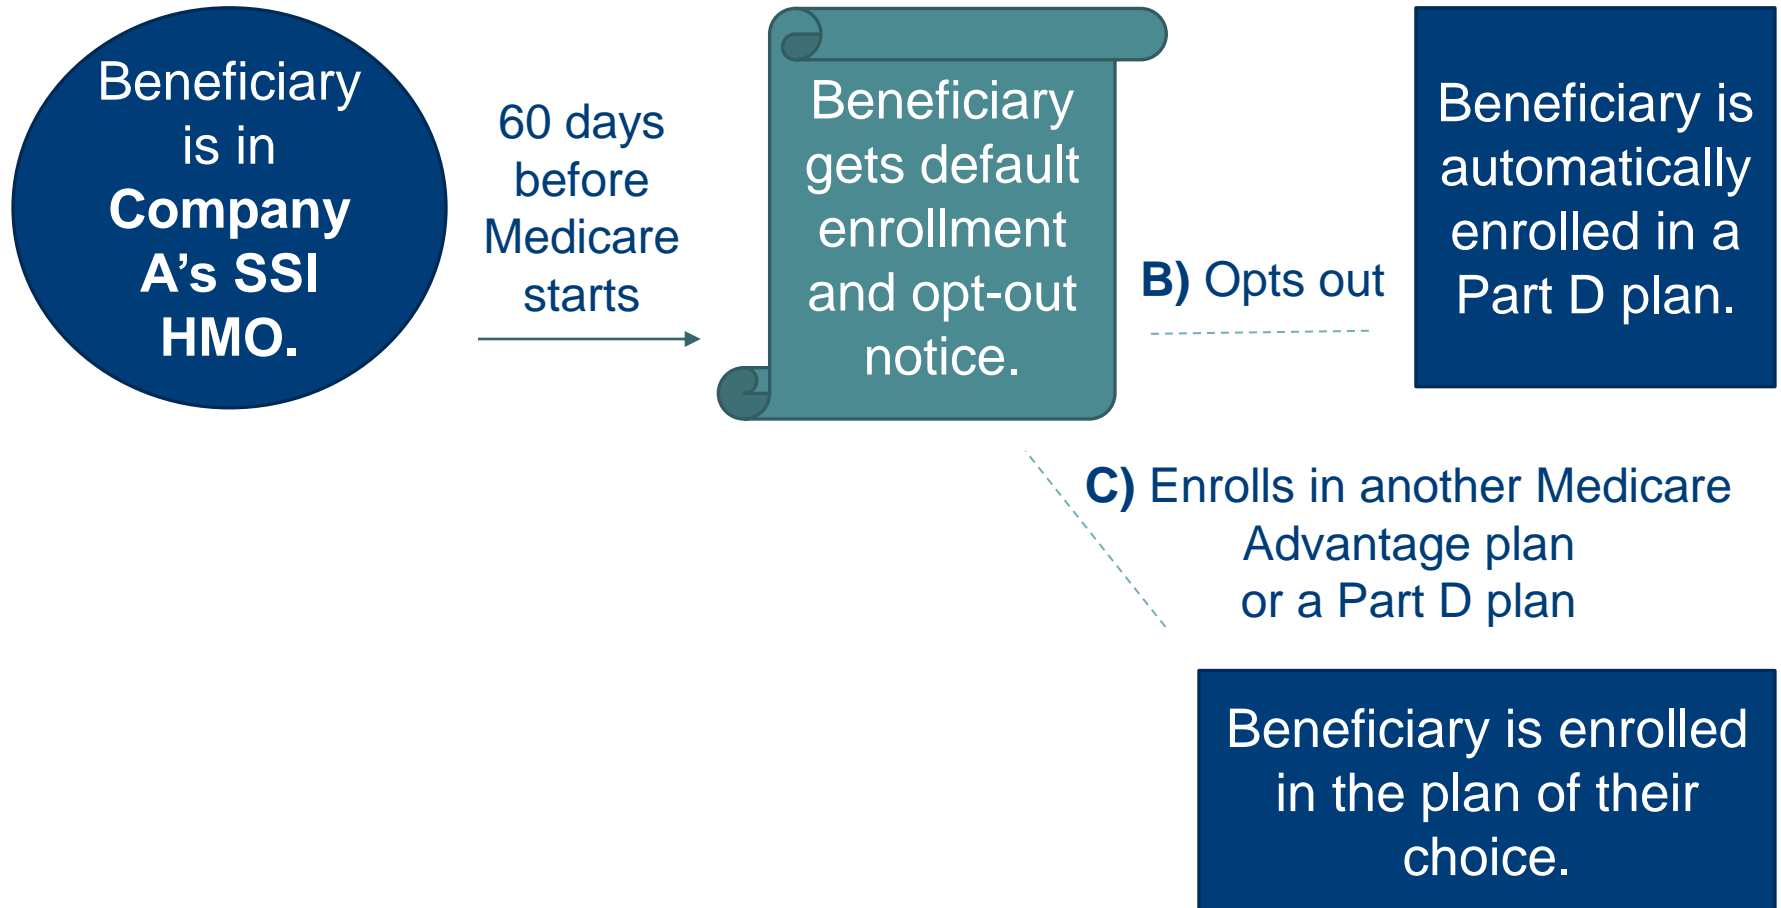 Beneficiary
is in
Company
A’s SSI
HMO.
60 days
before
Medicare
starts
Beneficiary
gets default
enrollment
and opt-out
notice.
B) Opts out
Beneficiary is
automatically
enrolled in a
Part D plan.
C) Enrolls in another Medicare
Advantage plan
or a Part D plan
Beneficiary is enrolled
in the plan of their
choice.